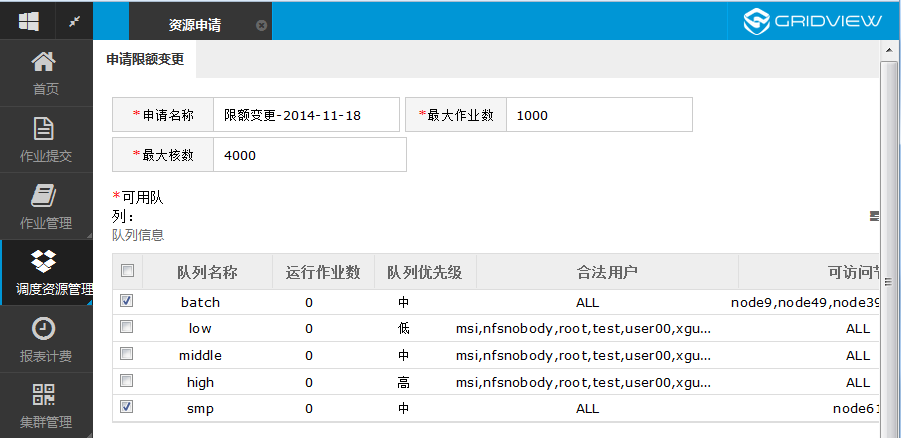 资源申请
GRIDVIEW
首页
作业提交
作业管理
调度资源管理
报表计费
集群管理
申请限额变更
*申请名称 限额变更-2014-11-18 *最大作业数 1000
*最大核数 4000
*可用队
列：
队列信息
队列名称 运行作业数 队列优先级 合法用户 可访问节
batch 0 中 ALL node9,node49,node39
low 0 低 msi,nfsnobody,root,test,user00,xgu... ALL
middle 0 中 msi,nfsnobody,root,test,user00,xgu... ALL
high 0 高 msi,nfsnobody,root,test,user00,xgu... ALL
smp 0 中 ALL node61